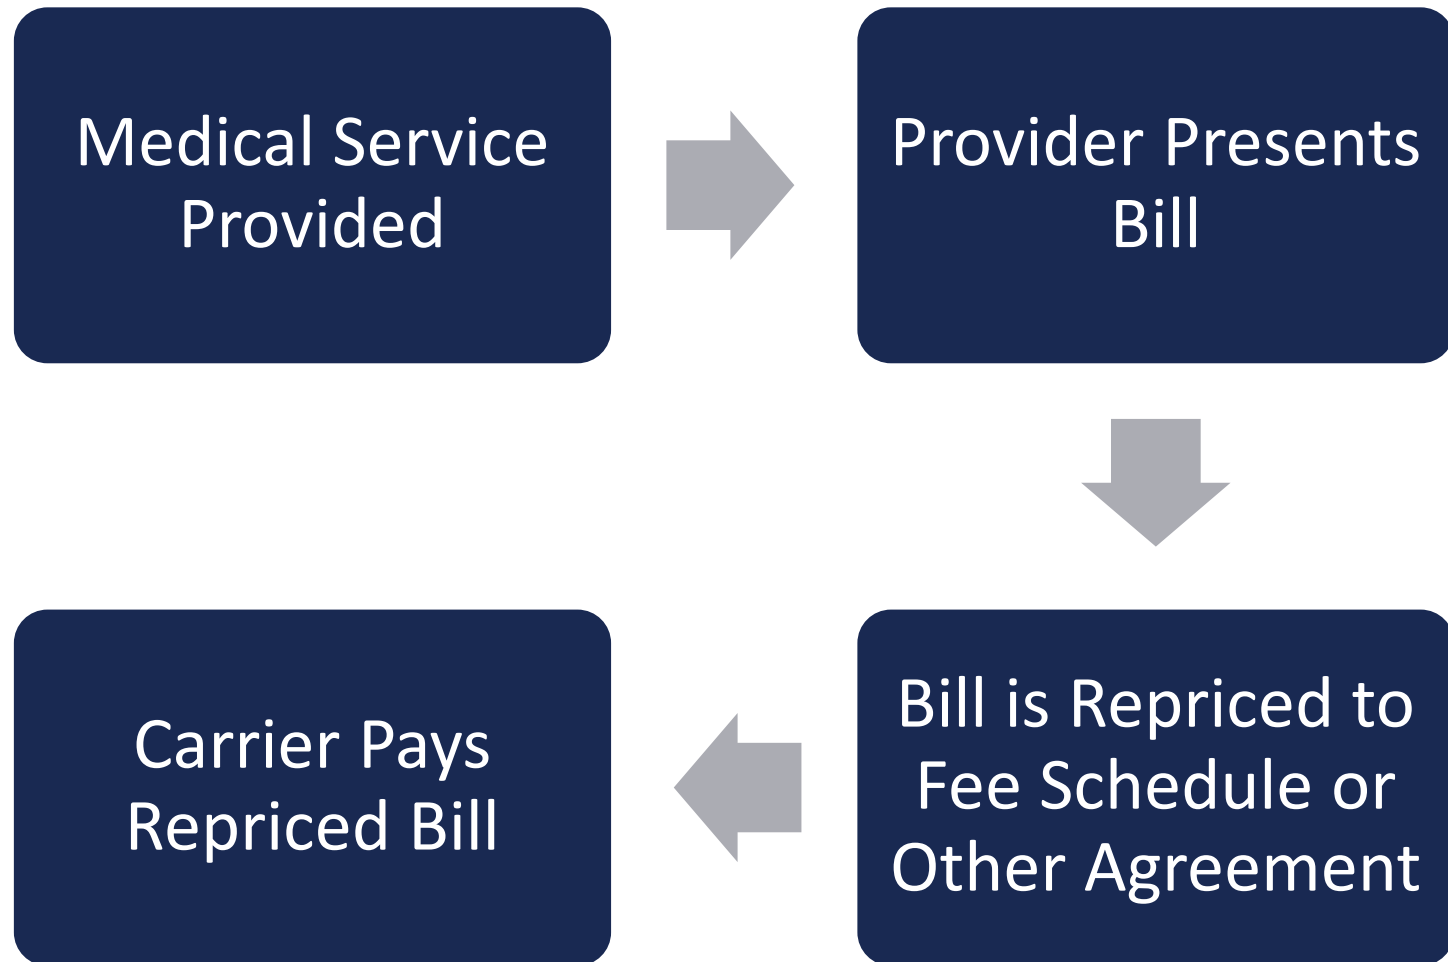 Medical Service
Provided
Provider Presents
Bill
Bill is Repriced to
Fee Schedule or
Other Agreement
Carrier Pays
Repriced Bill